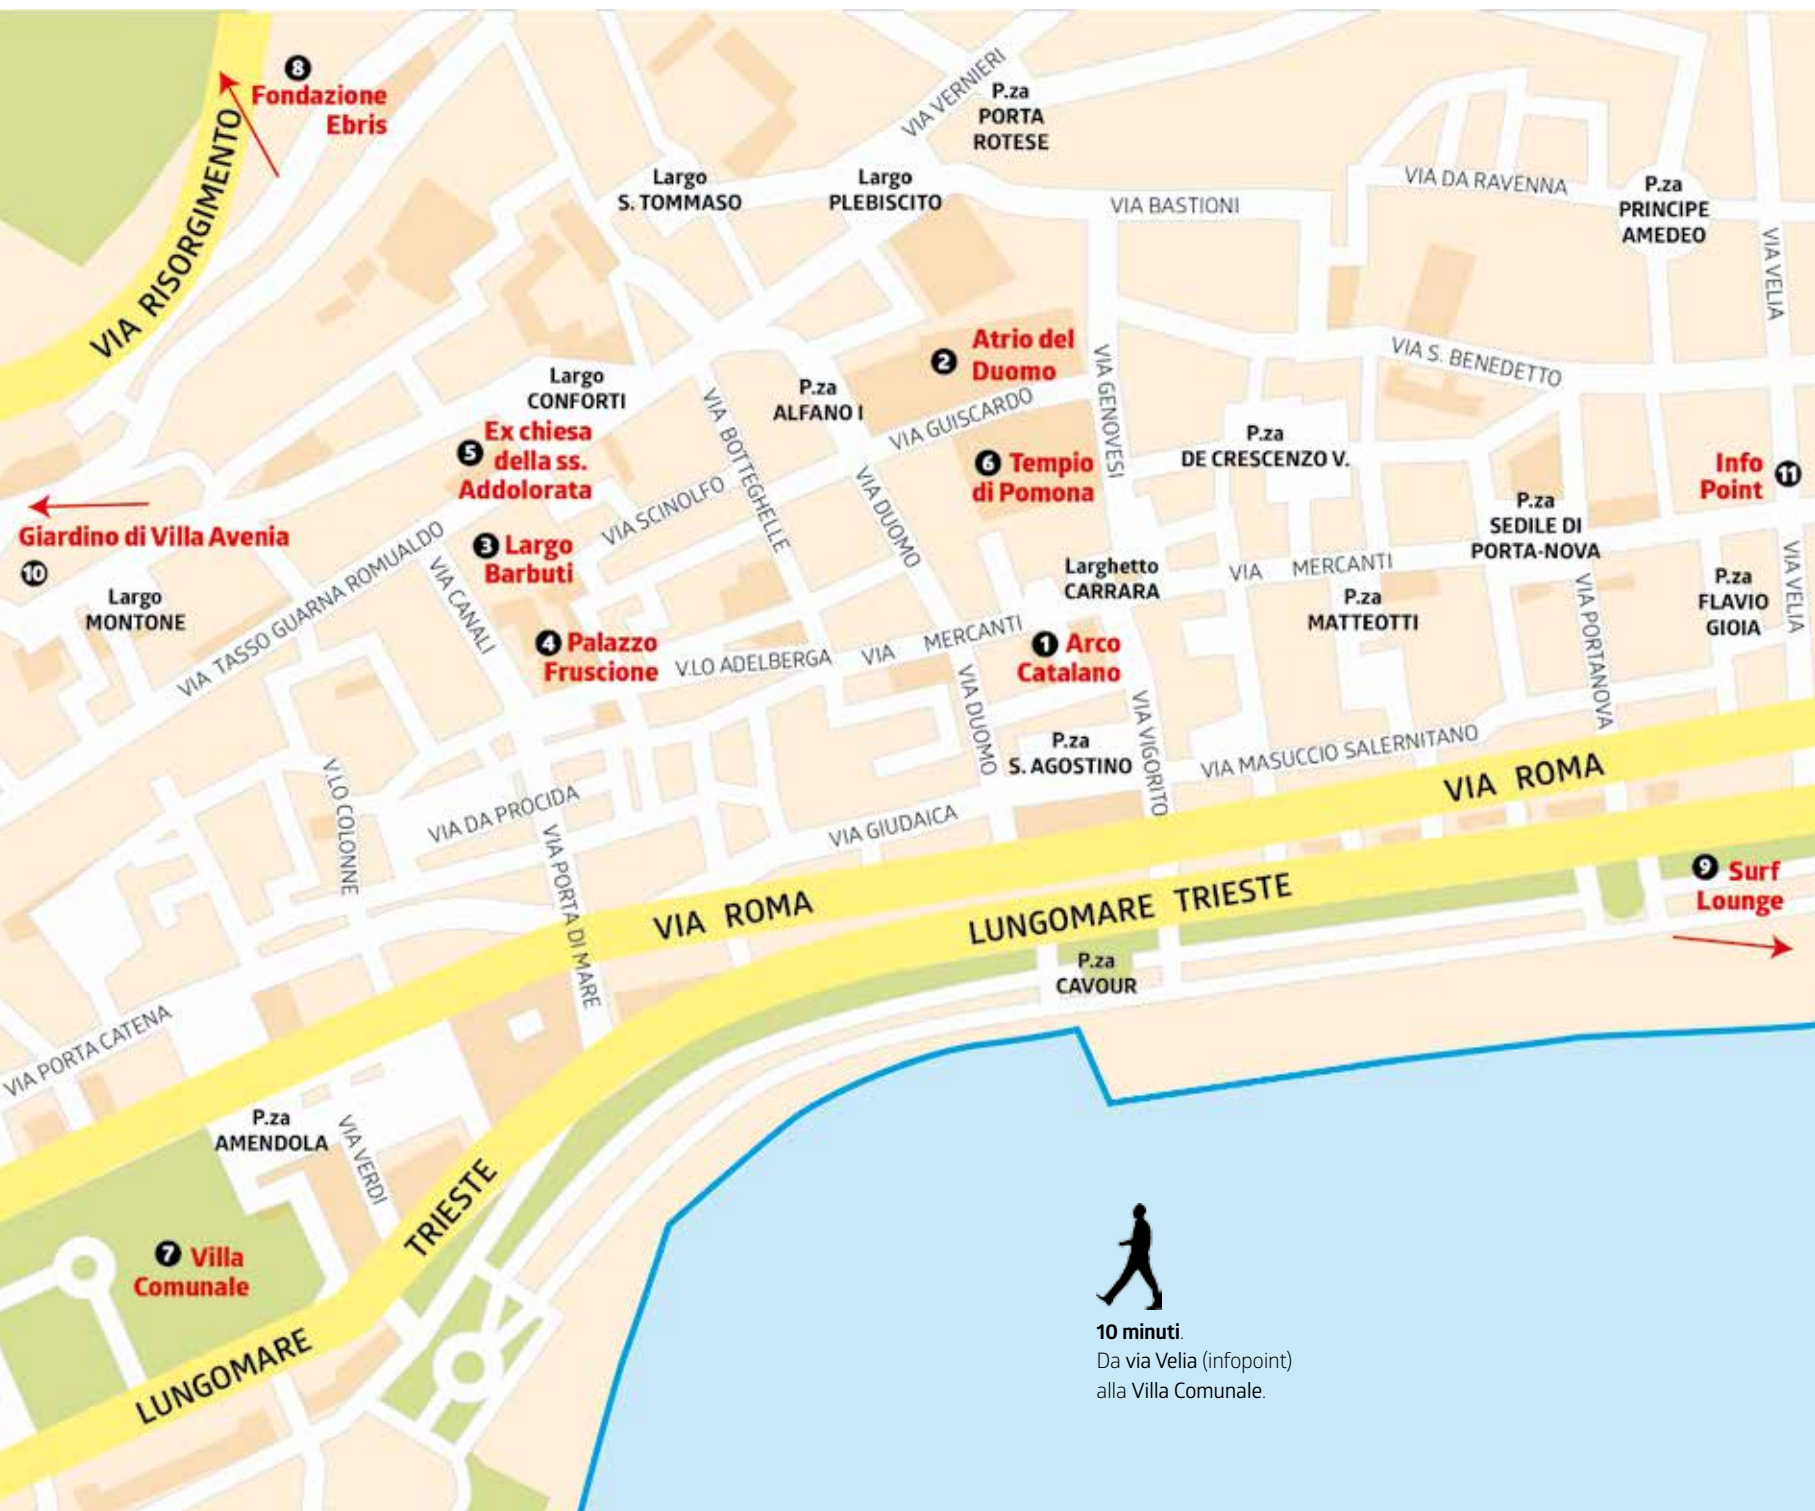 8
Fondazione
Ebris
VIA RISORGIMENTO
VIA VERNIERI
P.za
PORTA
ROTESE
Largo
S. TOMMASO
Largo
PLEBISCITO
VIA BASTIONI
VIA DA RAVENNA
P.za
PRINCIPE
AMEDEO
VIA VELIA
2 Atrio del
Duomo
VIA GENOVESI
VIA S. BENEDETTO
Largo
CONFORTI
P.za
ALFANO I
VIA GUISCARDO
VIA BOTTEGHELLE
5 Ex chiesa
della ss.
Addolorata
6 Tempio
di Pomona
P.za
DE CRESCENZO V.
Info
Point 11
VIA SCINOLFO
VIA DUOMO
P.za
SEDILE DI
PORTA-NOVA
Giardino di Villa Avenia
10
3 Largo
Barbuti
Largo
MONTONE
VIA TASSO GUARNA ROMUALDO
VIA CANALI
Larghetto
CARRARA
VIA MERCANTI
P.za
MATTEOTTI
VIA PORTANOVA
P.za
FLAVIO
GIOIA
VIA VELIA
4 Palazzo
Fruscione
V.LO ADELBERGA
VIA MERCANTI
1 Arco
Catalano
VIA DUOMO
VIA VIGORITO
P.za
S. AGOSTINO
VIA MASUCCIO SALERNITANO
VIA ROMA
V.LO COLONNE
VIA DA PROCIDA
VIA GIUDAICA
VIA PORTA DI MARE
VIA ROMA
LUNGOMARE TRIESTE
9 Surf
Lounge
P.za
CAVOUR
VIA PORTA CATENA
P.za
AMENDOLA
VIA VERDI
TRIESTE
7 Villa
Comunale
LUNGOMARE
10 minuti.
Da via Velia (infopoint)
alla Villa Comunale.